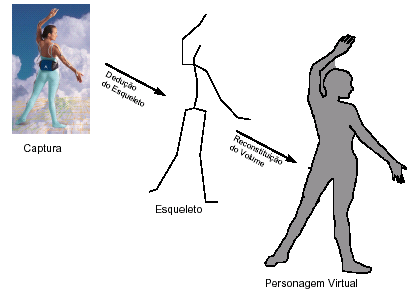 Dedução
do Esqueleto
Captura
Reconstituição
do Volume
Esqueleto
Personagem Virtual